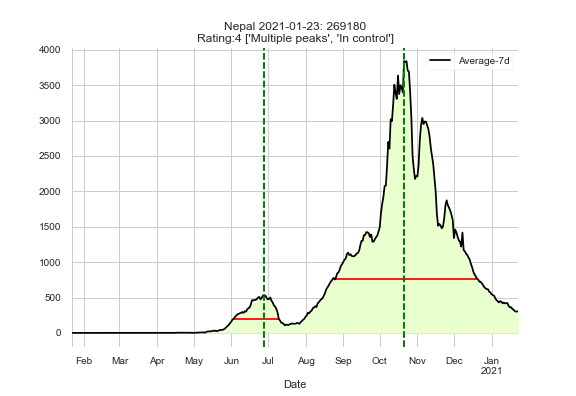 Nepal 2021-01-23: 269180
Rating:4 ['Multiple peaks', 'In control']
Average-7d
4000
3500
3000
2500
2000
1500
1000
500
0
Feb Mar Apr May Jun Jul Aug Sep Oct Nov Dec Jan
2021
Date